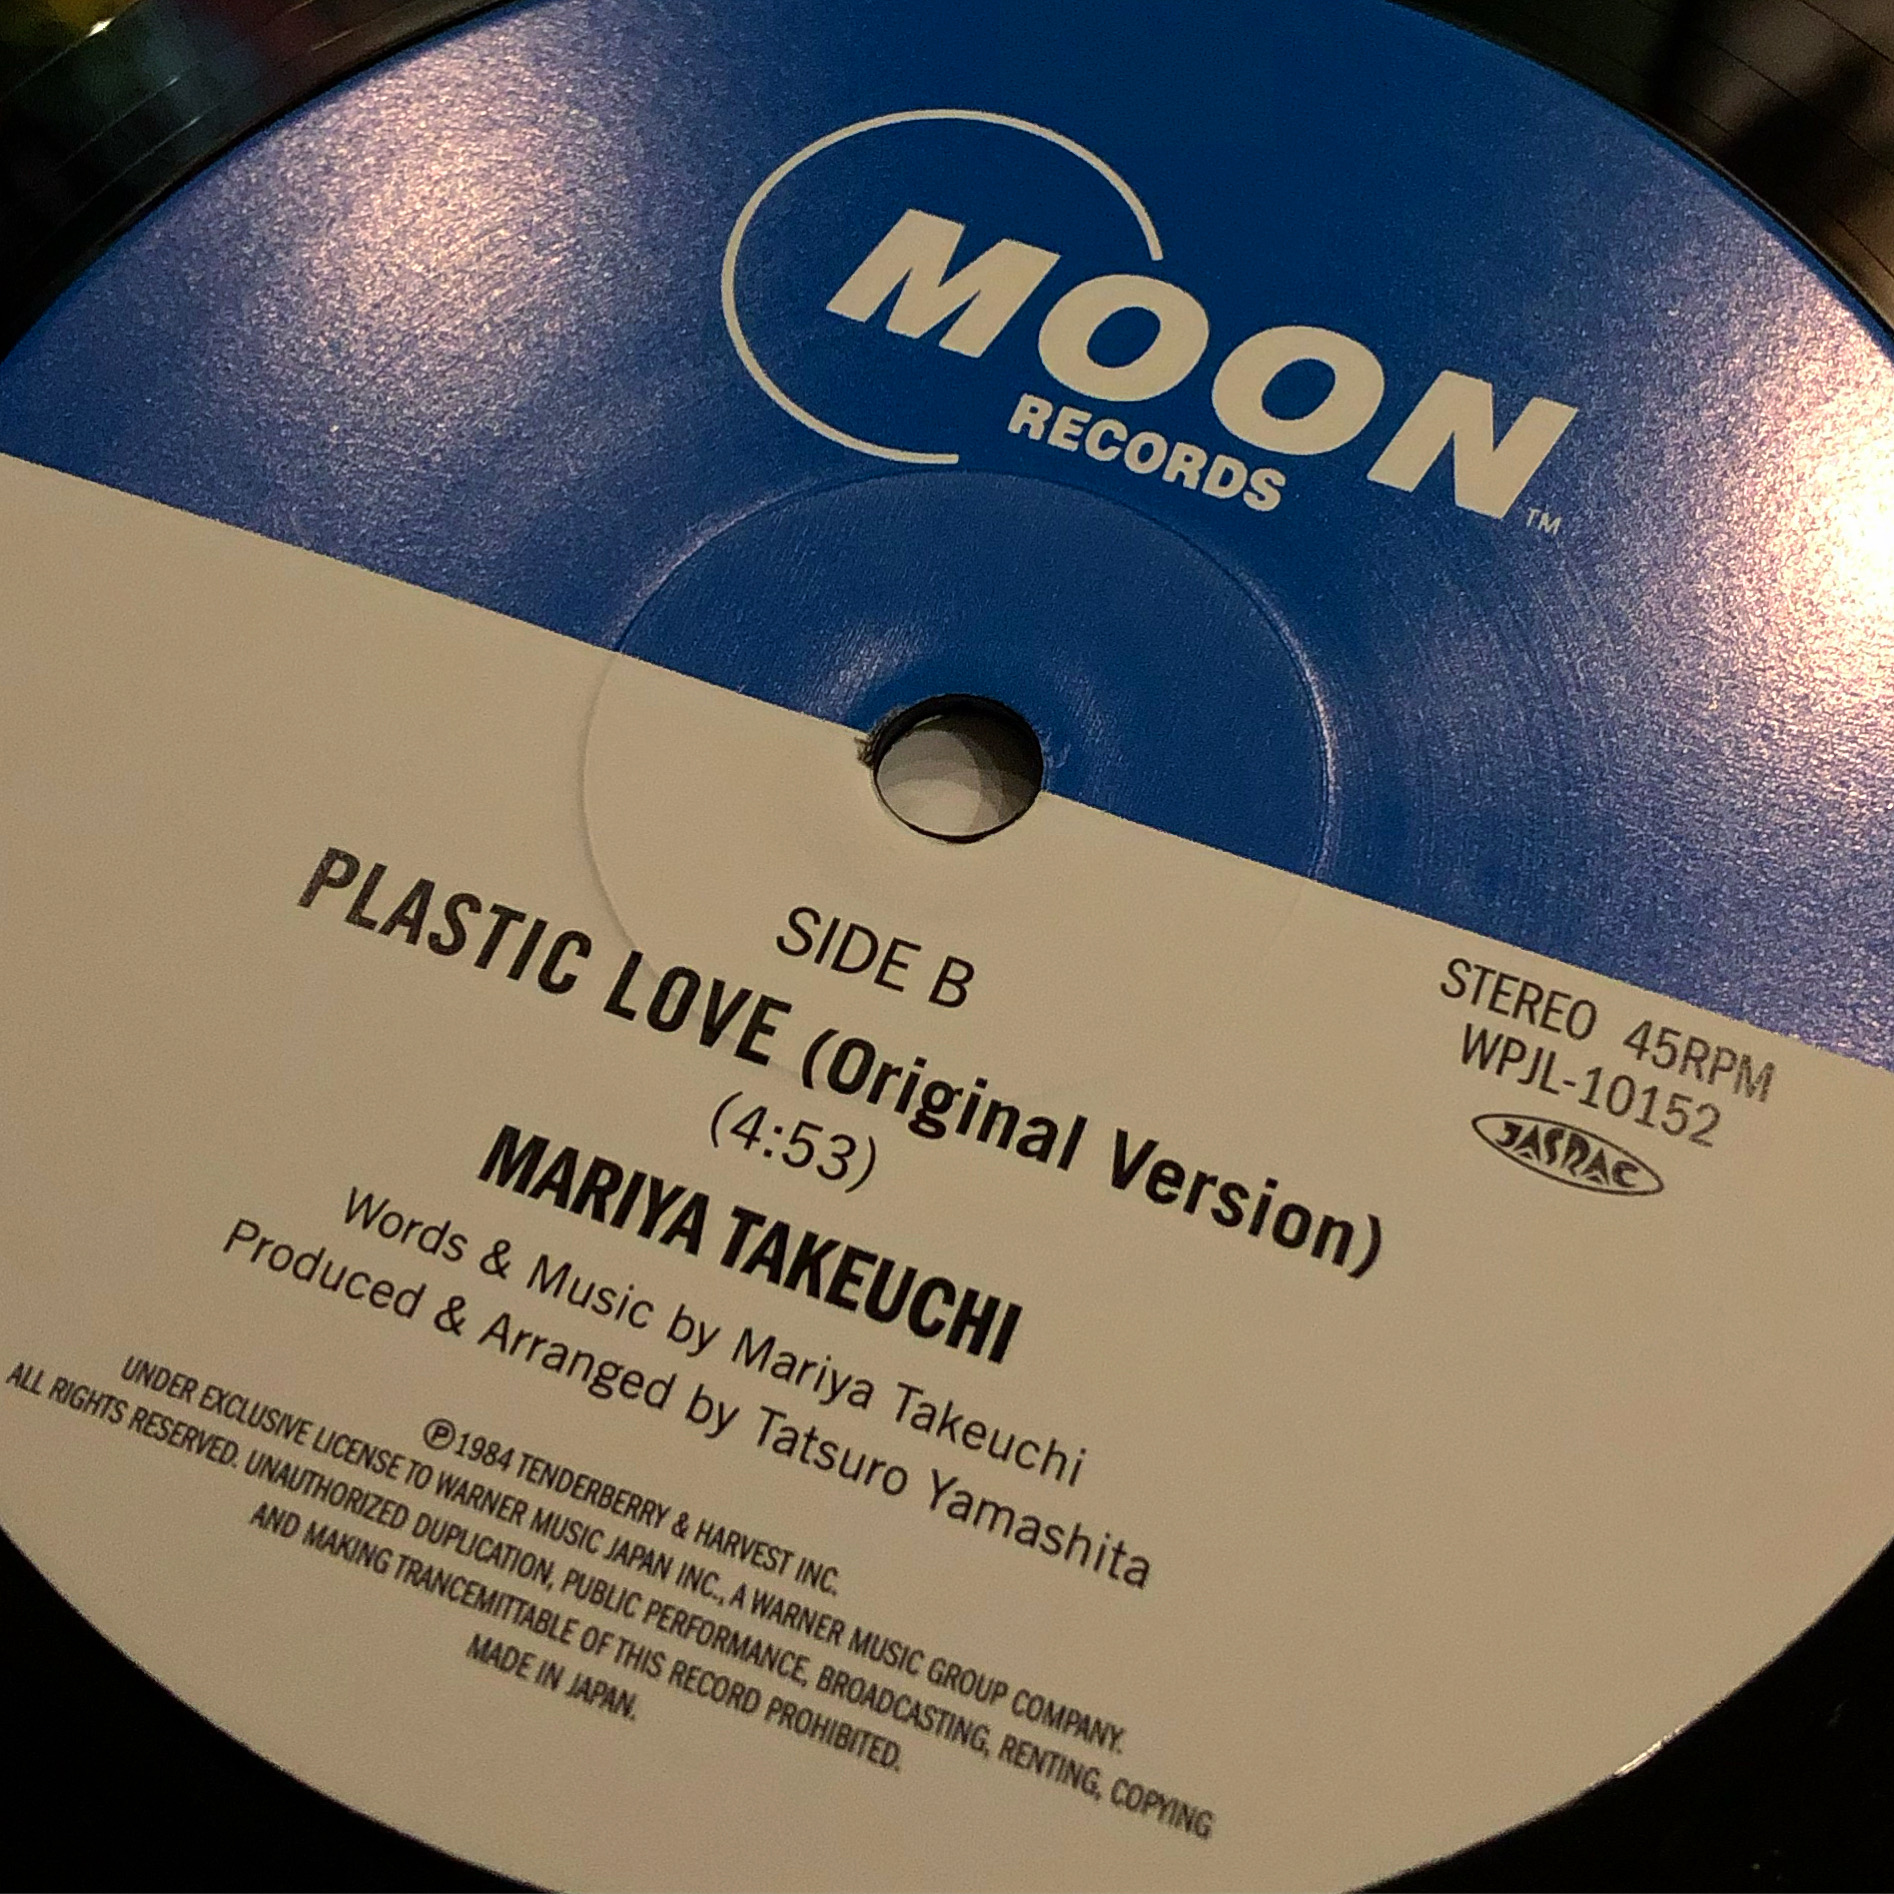 MOON
RECORDS
TM
SIDE B
STEREO 45RPM
WPJL-10152
JASRAC
PLASTIC LOVE (Original Version)
(4:53)
MARIYA TAKEUCHI
Words & Music by Mariya Takeuchi
Produced & Arranged by Tatsuro Yamashita
℗1984 TENDERBERRY & HARVEST INC.
UNDER EXCLUSIVE LICENSE TO WARNER MUSIC JAPAN INC., A WARNER MUSIC GROUP COMPANY.
ALL RIGHTS RESERVED. UNAUTHORIZED DUPLICATION, PUBLIC PERFORMANCE, BROADCASTING, RENTING, COPYING
AND MAKING TRANCEMITTABLE OF THIS RECORD PROHIBITED.
MADE IN JAPAN.